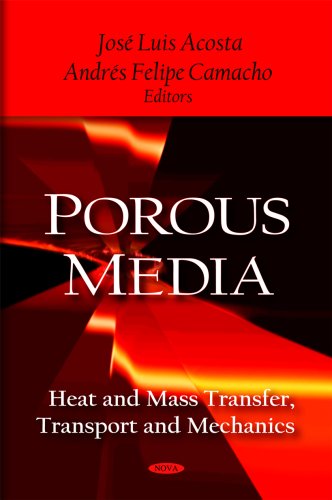 José Luis Acosta
Andrés Felipe Camacho
Editors
POROUS
MEDIA
Heat and Mass Transfer,
Transport and Mechanics
NOVA